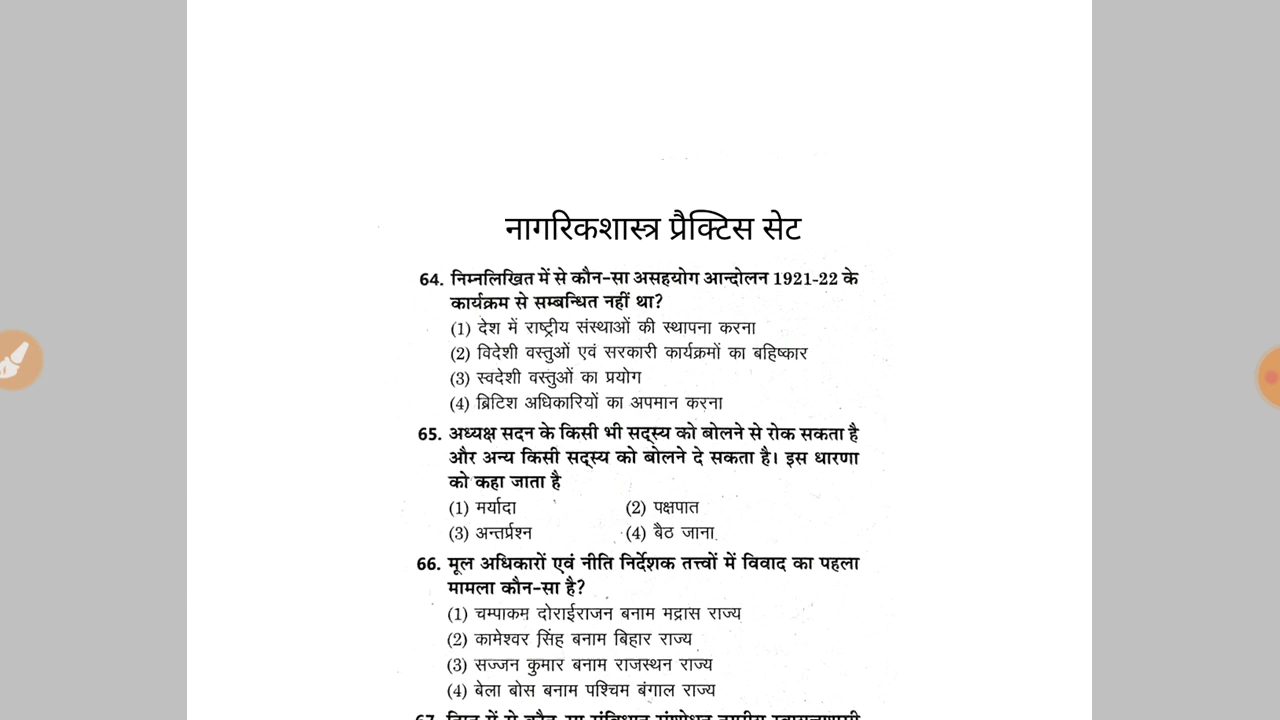 नागरिकशास्त्र प्रैक्टिस सेट
64. निम्नलिखित में से कौन-सा असहयोग आन्दोलन 1921-22 के
कार्यक्रम से सम्बन्धित नहीं था?
(1) देश में राष्ट्रीय संस्थाओं की स्थापना करना
(2) विदेशी वस्तुओं एवं सरकारी कार्यक्रमों का बहिष्कार
(3) स्वदेशी वस्तुओं का प्रयोग
(4) ब्रिटिश अधिकारियों का अपमान करना
65. अध्यक्ष सदन के किसी भी सद्स्य को बोलने से रोक सकता है
और अन्य किसी सद्स्य को बोलने दे सकता है। इस धारणा
को कहा जाता है
(1) मर्यादा (2) पक्षपात
(3) अन्तर्प्रश्न (4) बैठ जाना
66. मूल अधिकारों एवं नीति निर्देशक तत्त्वों में विवाद का पहला
मामला कौन-सा है?
(1) चम्पाकम दोराईराजन बनाम मद्रास राज्य
(2) कामेश्वर सिंह बनाम बिहार राज्य
(3) सज्जन कुमार बनाम राजस्थान राज्य
(4) बेला बोस बनाम पश्चिम बंगाल राज्य